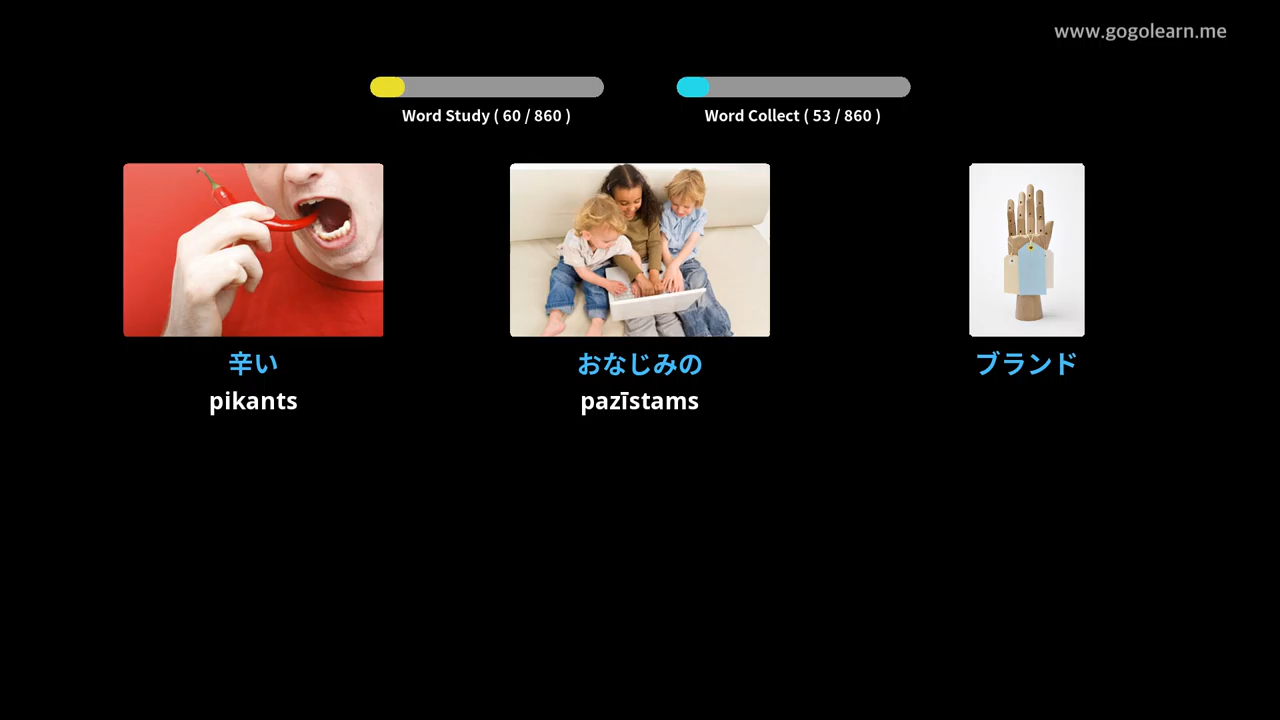 www.gogolearn.me
Word Study ( 60 / 860 )
Word Collect ( 53 / 860 )
辛い
pikants
おなじみの
pazīstams
ブランド